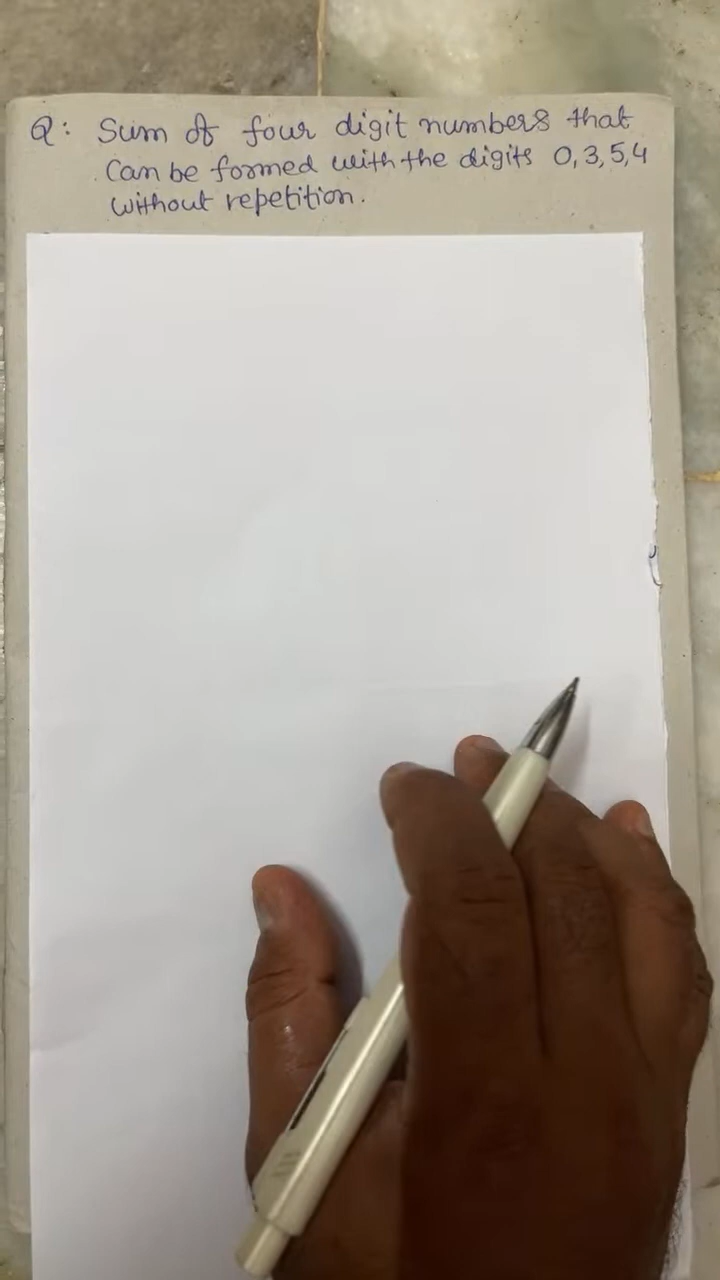 Q: Sum of four digit numbers that
Can be formed with the digits 0,3,5,4
without repetition.